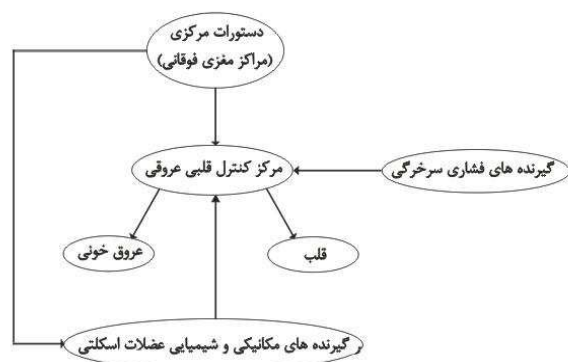 دستورات مرکزی
(مراکز مغزی فوقانی)
مرکز کنترل قلبی عروقی
گیرنده های فشاری سرخرگی
عروق خونی
قلب
گیرنده های مکانیکی و شیمیایی عضلات اسکلتی